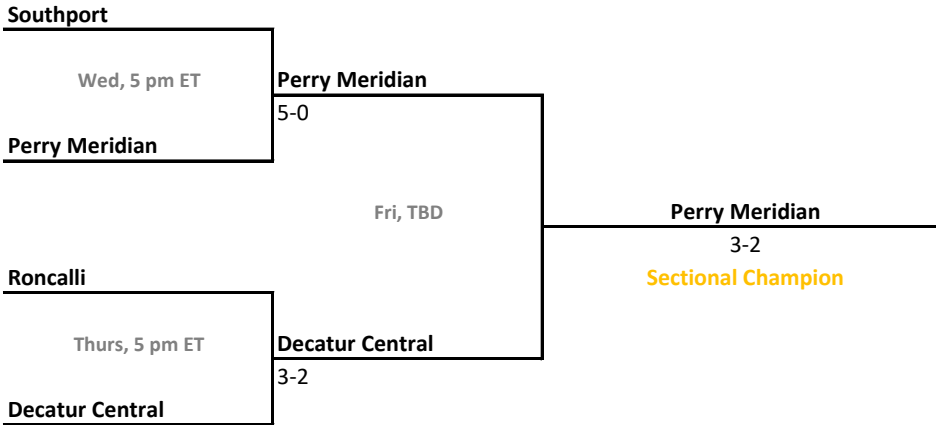 Southport
Wed, 5 pm ET
Perry Meridian
5-0
Perry Meridian
Fri, TBD
Perry Meridian
3-2
Sectional Champion
Roncalli
Thurs, 5 pm ET
Decatur Central
3-2
Decatur Central